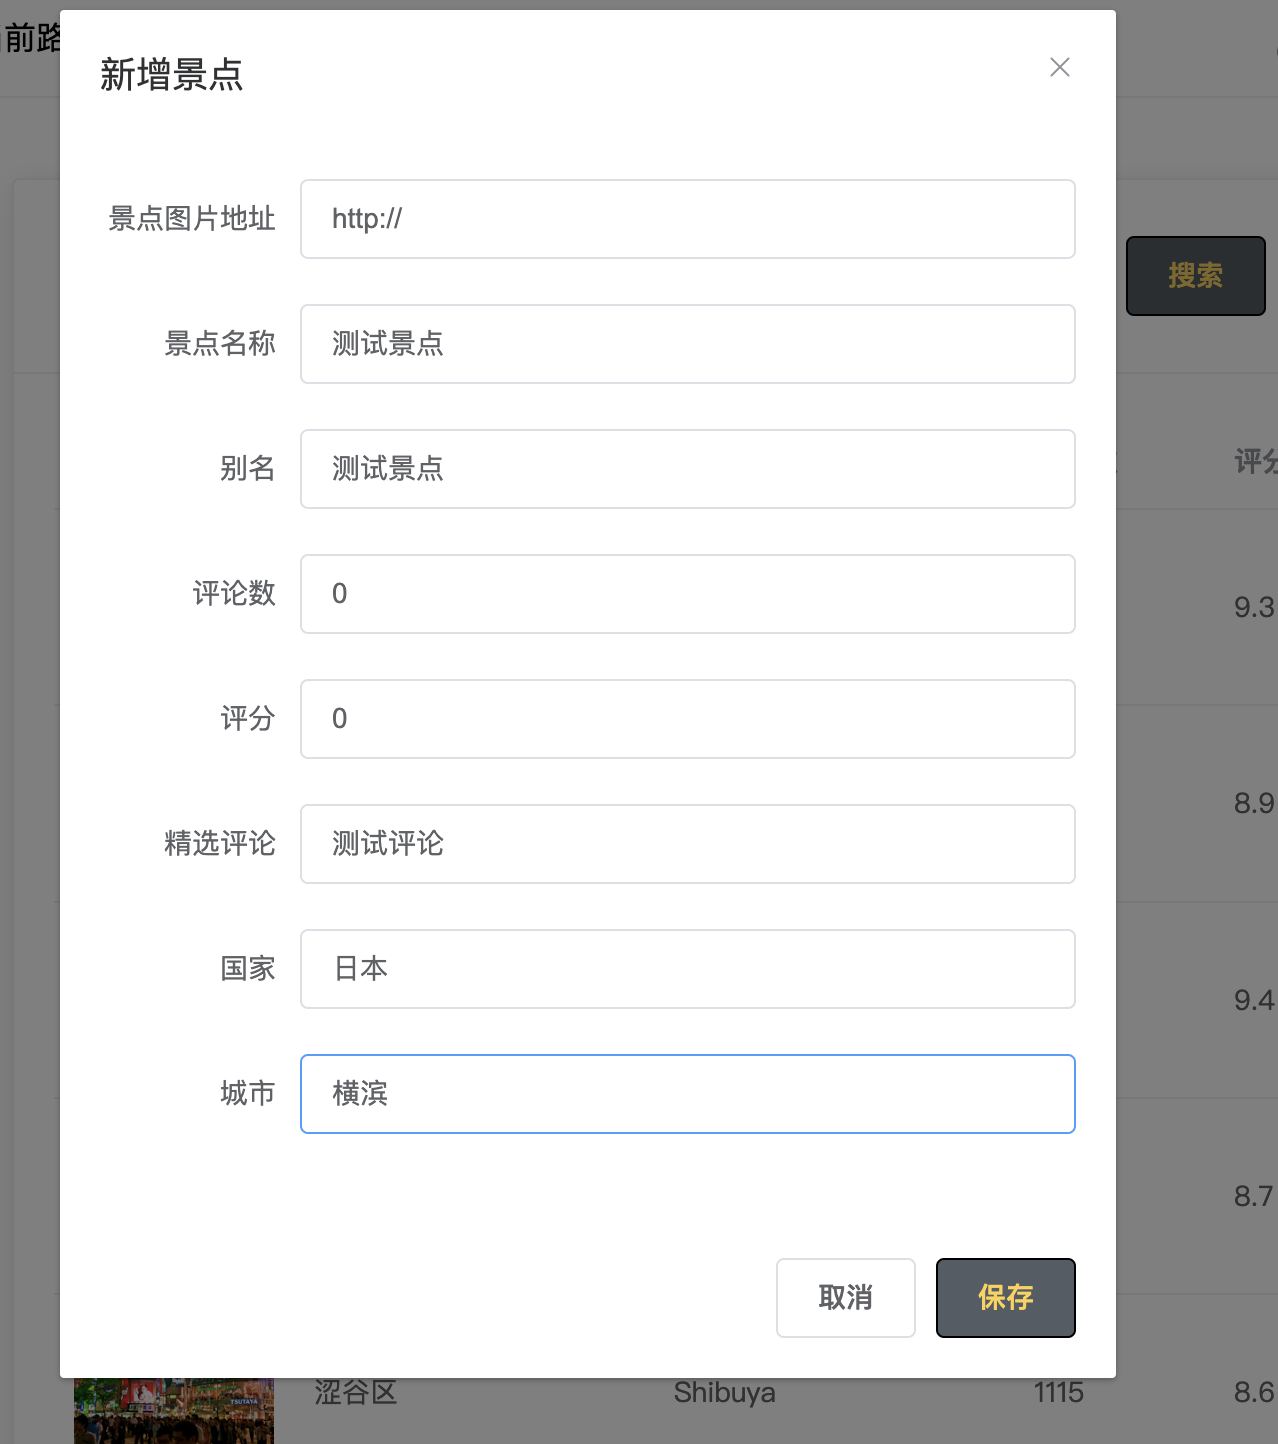 前路
新增景点
景点图片地址 http://
搜索
景点名称 测试景点
别名 测试景点
评分
评论数 0
9.3
评分 0
8.9
精选评论 测试评论
国家 日本
9.4
城市 横滨
8.7
取消 保存
涩谷区 Shibuya 1115 8.6
TSUTAYA